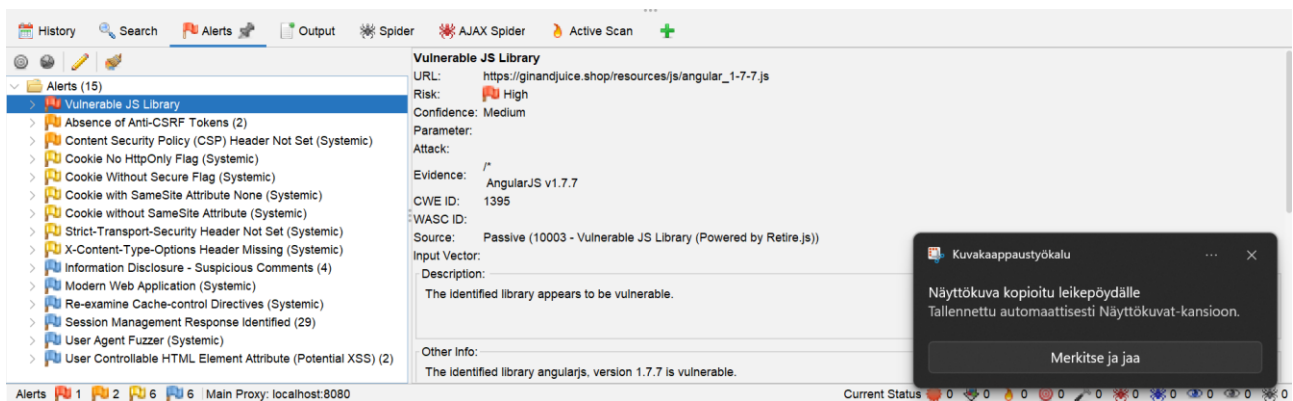 History Search Alerts Output Spider AJAX Spider Active Scan
Alerts (15)
Vulnerable JS Library
Absence of Anti-CSRF Tokens (2)
Content Security Policy (CSP) Header Not Set (Systemic)
Cookie No HttpOnly Flag (Systemic)
Cookie Without Secure Flag (Systemic)
Cookie with SameSite Attribute None (Systemic)
Cookie without SameSite Attribute (Systemic)
Strict-Transport-Security Header Not Set (Systemic)
X-Content-Type-Options Header Missing (Systemic)
Information Disclosure - Suspicious Comments (4)
Modern Web Application (Systemic)
Re-examine Cache-control Directives (Systemic)
Session Management Response Identified (29)
User Agent Fuzzer (Systemic)
User Controllable HTML Element Attribute (Potential XSS) (2)
Vulnerable JS Library
URL: https://ginandjuice.shop/resources/js/angular_1-7-7.js
Risk: High
Confidence: Medium
Parameter:
Attack:
Evidence: /*
AngularJS v1.7.7
CWE ID: 1395
WASC ID:
Source: Passive (10003 - Vulnerable JS Library (Powered by Retire.js))
Input Vector:
Description:
The identified library appears to be vulnerable.
Other Info:
The identified library angularjs, version 1.7.7 is vulnerable.
Kuvakaappaustyökalu
Näyttökuva kopioitu leikepöydälle
Tallennettu automaattisesti Näyttökuvat-kansioon.
Merkitse ja jaa
Alerts 1 2 6 6 Main Proxy: localhost:8080
Current Status 0 0 0 0 0 0 0 0 0 0